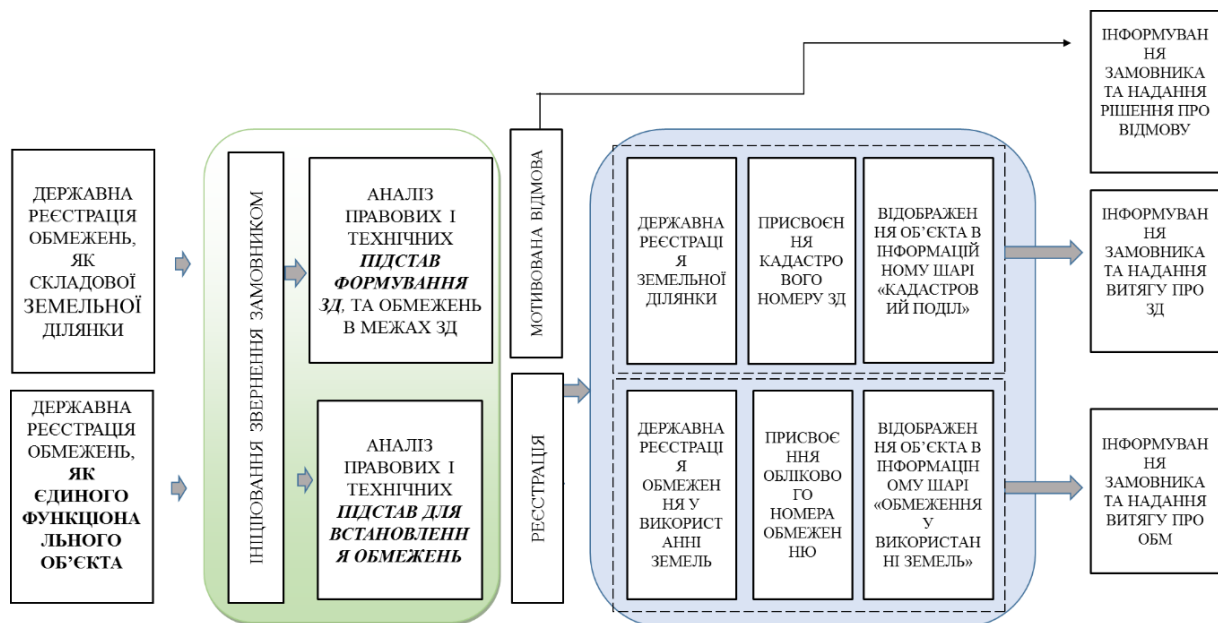 ДЕРЖАВНА
РЕЄСТРАЦІЯ
ОБМЕЖЕНЬ,
ЯК
СКЛАДОВОЇ
ЗЕМЕЛЬНОЇ
ДІЛЯНКИ
ДЕРЖАВНА
РЕЄСТРАЦІЯ
ОБМЕЖЕНЬ,
ЯК
ЄДИНОГО
ФУНКЦІОНА
ЛЬНОГО
ОБ’ЄКТА
ІНІЦІЮВАННЯ ЗВЕРНЕННЯ ЗАМОВНИКОМ
АНАЛІЗ
ПРАВОВИХ І
ТЕХНІЧНИХ
ПІДСТАВ
ФОРМУВАННЯ
ЗД, ТА ОБМЕЖЕНЬ
В МЕЖАХ ЗД
АНАЛІЗ
ПРАВОВИХ І
ТЕХНІЧНИХ
ПІДСТАВ ДЛЯ
ВСТАНОВЛЕНН
Я ОБМЕЖЕНЬ
МОТИВОВАНА ВІДМОВА
РЕЄСТРАЦІЯ
ДЕРЖАВНА
РЕЄСТРАЦІ
Я
ЗЕМЕЛЬНОЇ
ДІЛЯНКИ
ПРИСВОЄН
НЯ
КАДАСТРО
ВОГО
НОМЕРУ ЗД
ВІДОБРАЖЕН
НЯ ОБ’ЄКТА В
ІНФОРМАЦІЙ
НОМУ ШАРІ
«КАДАСТРОВ
ИЙ ПОДІЛ»
ДЕРЖАВНА
РЕЄСТРАЦІ
Я
ОБМЕЖЕН
НЯ У
ВИКОРИСТ
АННІ
ЗЕМЕЛЬ
ПРИСВОЄ
ННЯ
ОБЛІКОВО
ГО
НОМЕРА
ОБМЕЖЕН
НЮ
ВІДОБРАЖЕН
НЯ ОБ’ЄКТА В
ІНФОРМАЦІН
ОМУ ШАРІ
«ОБМЕЖЕННЯ
У
ВИКОРИСТАН
НІ ЗЕМЕЛЬ»
ІНФОРМУВАН
НЯ
ЗАМОВНИКА
ТА НАДАННЯ
РІШЕННЯ ПРО
ВІДМОВУ
ІНФОРМУВАН
НЯ
ЗАМОВНИКА
ТА НАДАННЯ
ВИТЯГУ ПРО
ЗД
ІНФОРМУВАН
НЯ
ЗАМОВНИКА
ТА НАДАННЯ
ВИТЯГУ ПРО
ОБМ